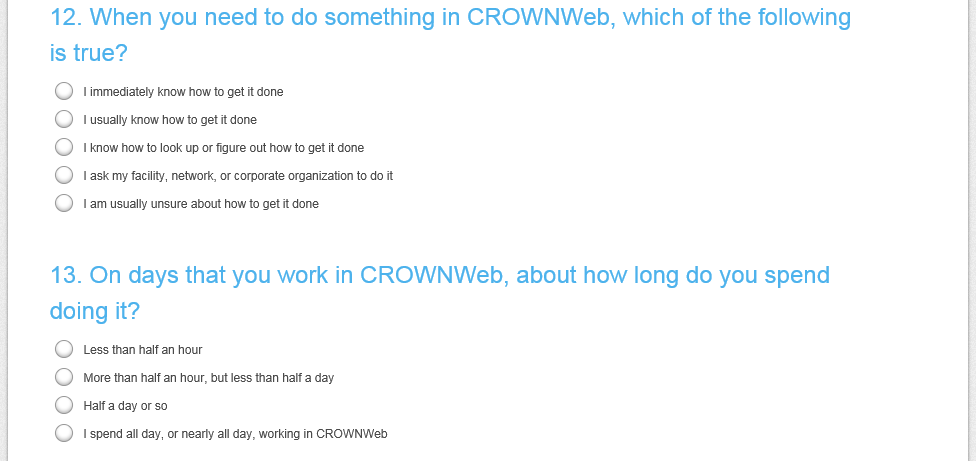 12. When you need to do something in CROWNWeb, which of the following
is true?
I immediately know how to get it done
I usually know how to get it done
I know how to look up or figure out how to get it done
I ask my facility, network, or corporate organization to do it
I am usually unsure about how to get it done
13. On days that you work in CROWNWeb, about how long do you spend
doing it?
Less than half an hour
More than half an hour, but less than half a day
Half a day or so
I spend all day, or nearly all day, working in CROWNWeb